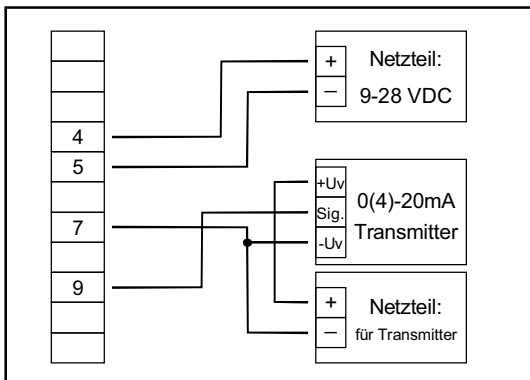 4
5
7
9
+
–
Netzteil:
9-28 VDC
+Uv
Sig.
-Uv
0(4)-20mA
Transmitter
+
–
Netzteil:
für Transmitter